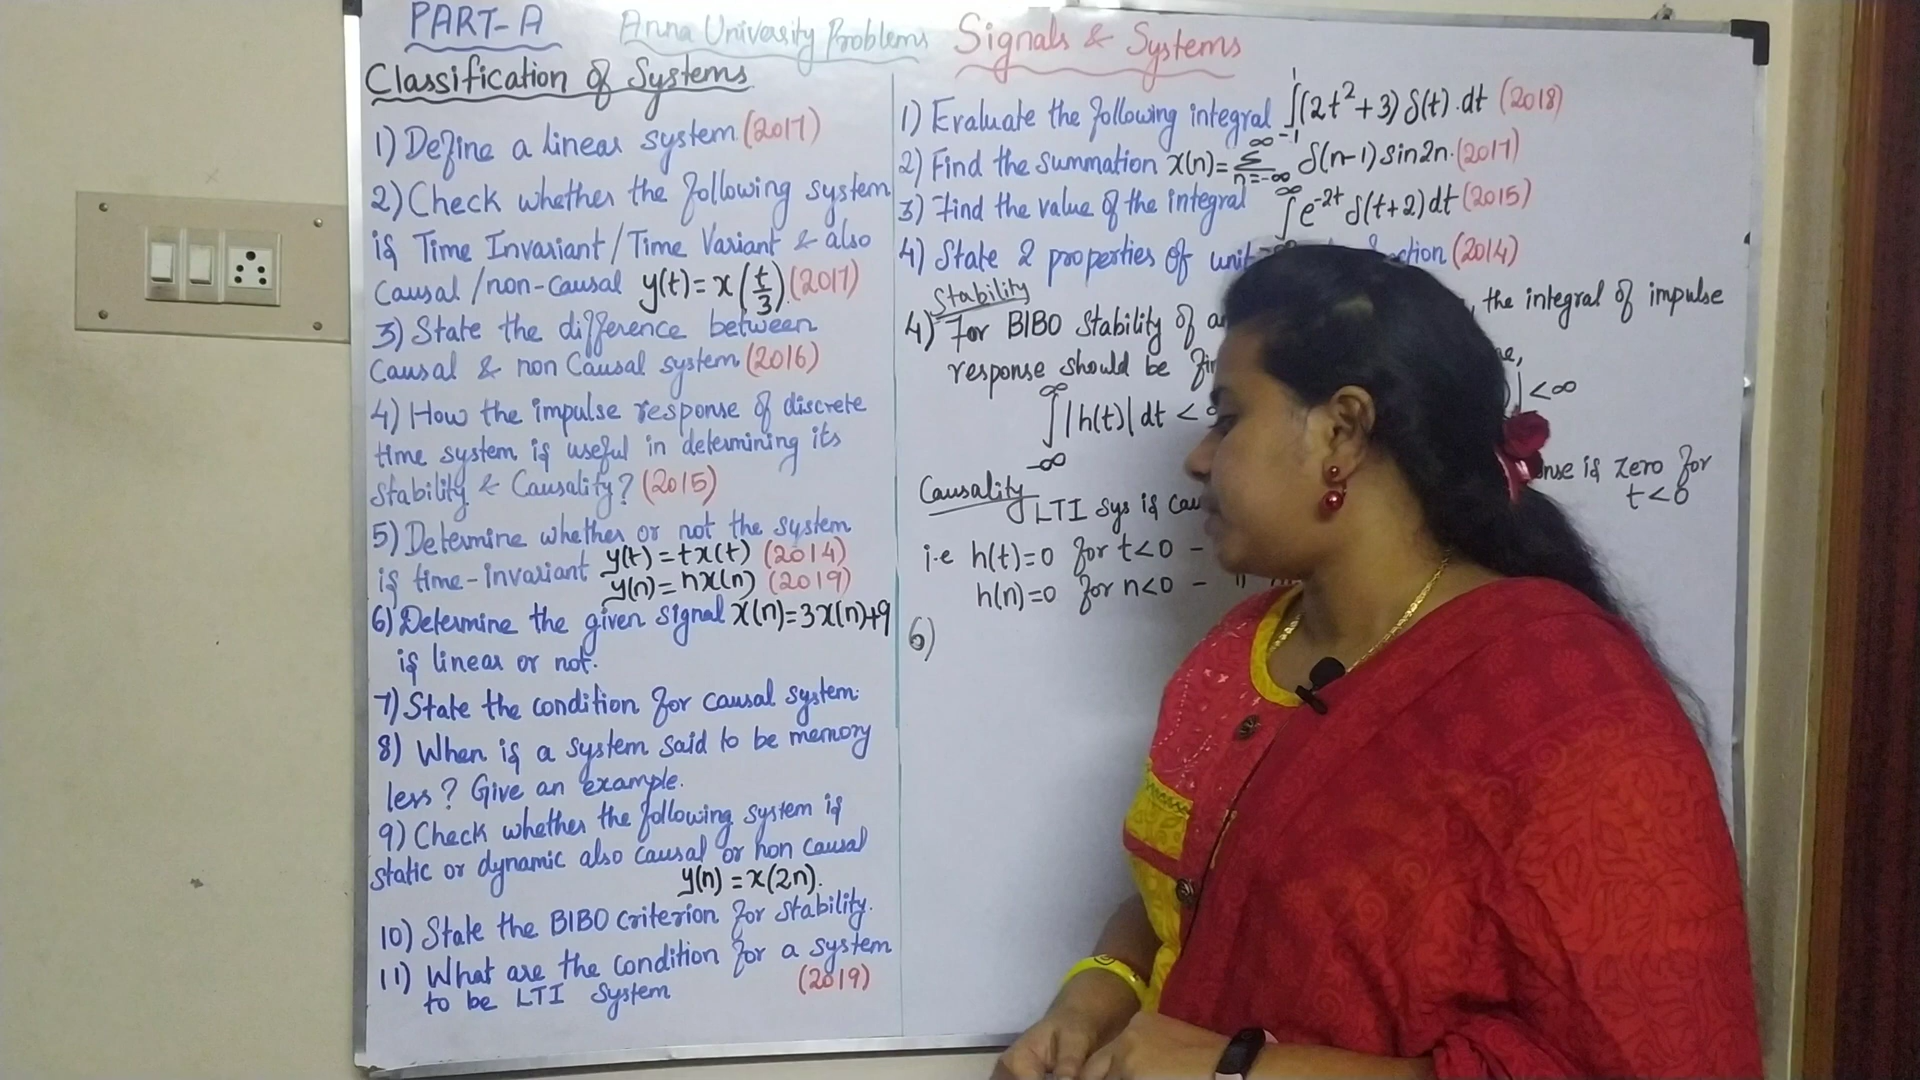 PART-A
Anna University Problems
Signals & Systems
Classification of Systems
1) Define a linear system. (2017)
2) Check whether the following system
is Time Invariant/Time Variant & also
Causal/non-causal y(t)=x(t/3). (2017)
3) State the difference between
Causal & non Causal system (2016)
4) How the impulse response of discrete
time system is useful in determining its
stability & Causality? (2015)
5) Determine whether or not the system
is time-invariant y(t)=tx(t) (2014)
y(n)=nx(n) (2019)
6) Determine the given signal x(n)=3x(n)+9
is linear or not.
7) State the condition for causal system.
8) When is a system said to be memory
less? Give an example.
9) Check whether the following system is
static or dynamic also causal or non causal
y(n)=x(2n).
10) State the BIBO criterion for stability.
11) What are the condition for a system
to be LTI System (2019)
1) Evaluate the following integral ∫₋₁¹(2t²+3)δ(t).dt (2018)
2) Find the summation x(n)=Σ_{n=-∞}^{∞} δ(n-1)sin2n. (2017)
3) Find the value of the integral ∫^{∞} e^{-2t} δ(t+2)dt (2015)
4) State 2 properties of unit (2014)
Stability
4) For BIBO Stability of the integral of impulse
response should be
∫_{-∞}^{∞}|h(t)|dt < |<∞
Causality
LTI sys is is zero for
t<0
i.e h(t)=0 for t<0 -
h(n)=0 for n<0 - "
6)